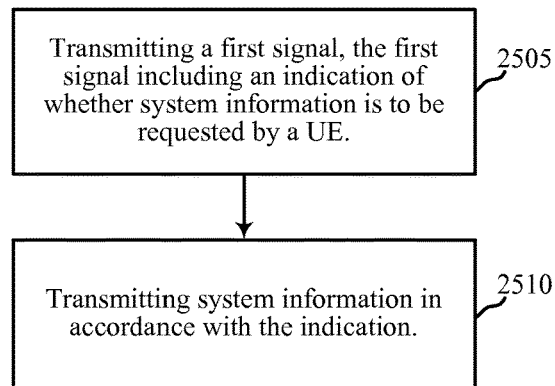 Transmitting a first signal, the first
signal including an indication of
whether system information is to be
requested by a UE.
2505
Transmitting system information in
accordance with the indication.
2510